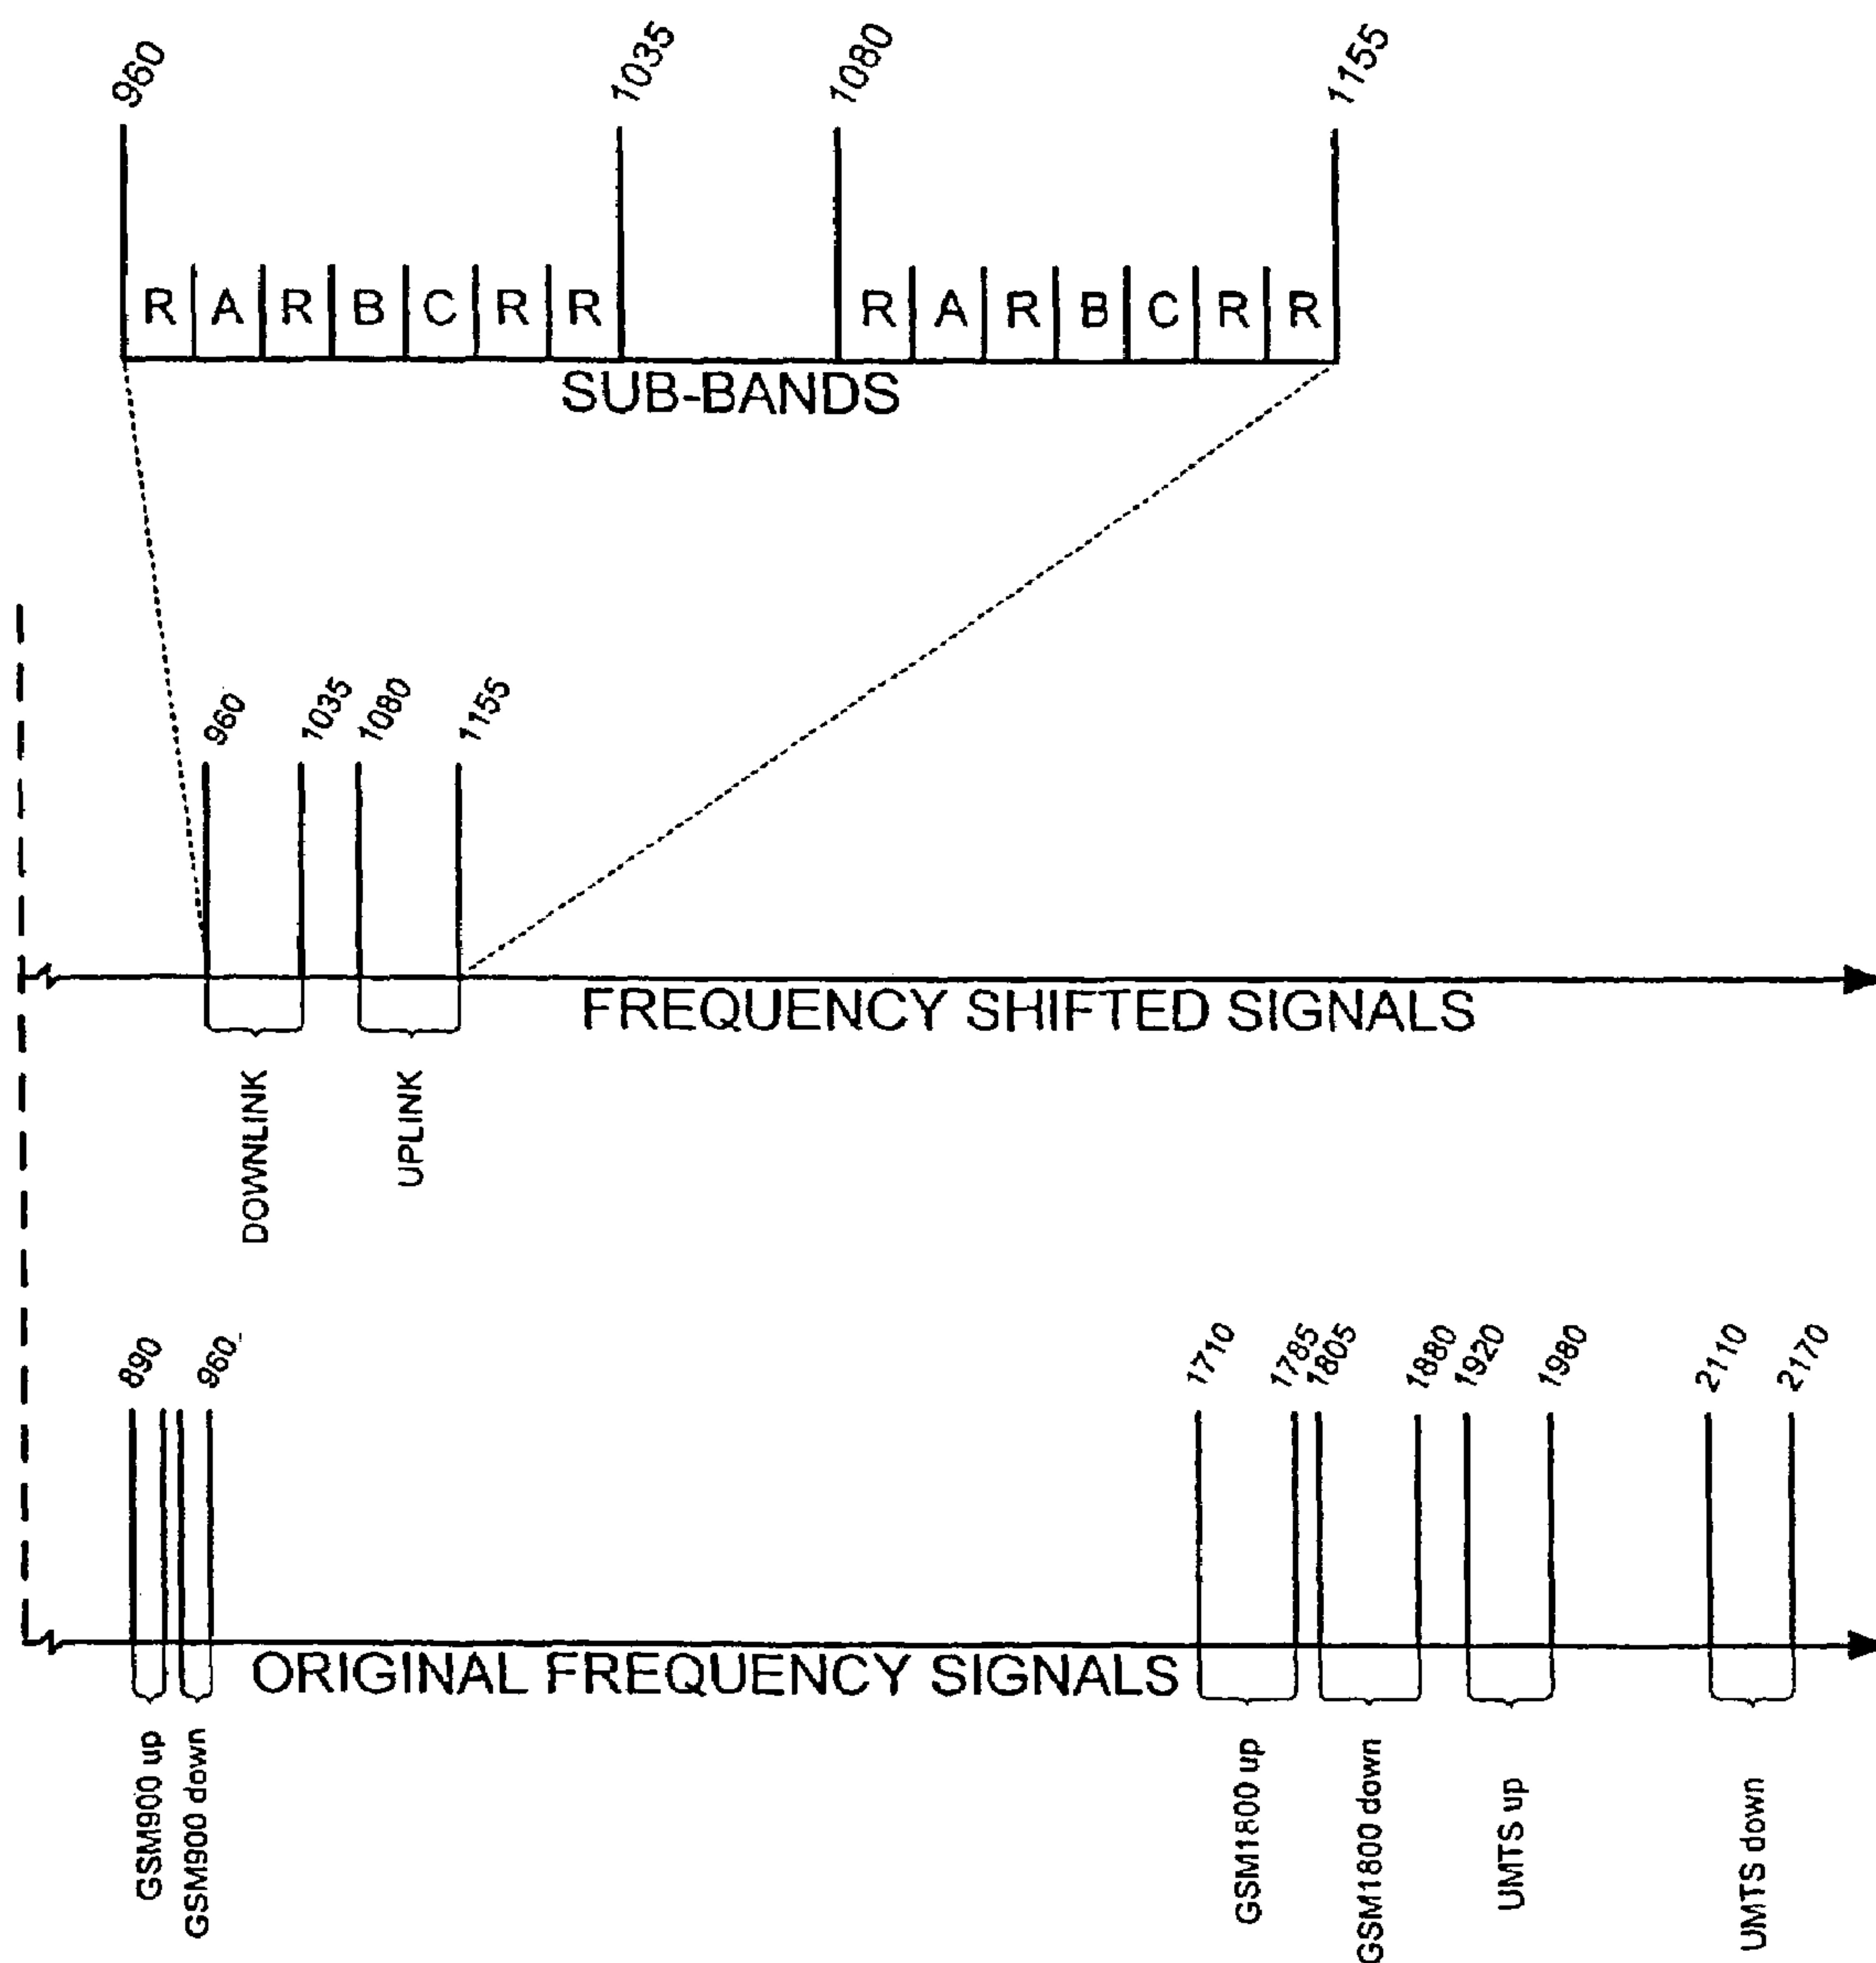 960
1035
1080
1155
R A R B C R R
R A R B C R R
SUB-BANDS
960
1035
1080
1155
FREQUENCY SHIFTED SIGNALS
DOWNLINK
UPLINK
890
960
1710
1785
1805
1880
1920
1980
2110
2170
ORIGINAL FREQUENCY SIGNALS
GSM900 up
GSM900 down
GSM1800 up
GSM1800 down
UMTS up
UMTS down